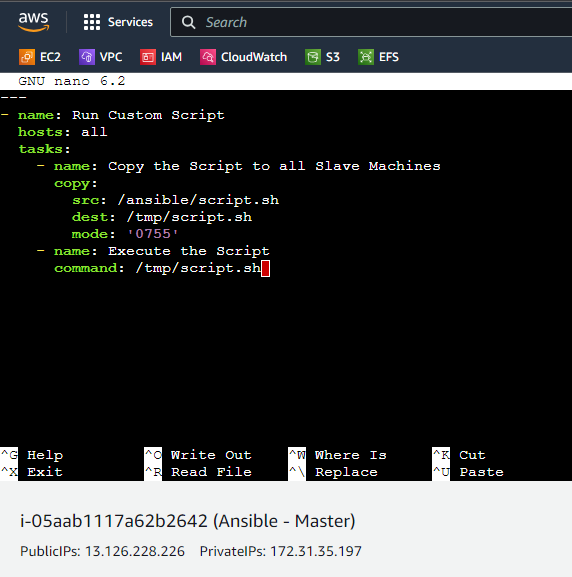 aws
Services
Search
EC2 VPC IAM CloudWatch S3 EFS
GNU nano 6.2
---
- name: Run Custom Script
  hosts: all
  tasks:
    - name: Copy the Script to all Slave Machines
      copy:
        src: /ansible/script.sh
        dest: /tmp/script.sh
        mode: '0755'
    - name: Execute the Script
      command: /tmp/script.sh
^G Help ^O Write Out ^W Where Is ^K Cut
^X Exit ^R Read File ^\ Replace ^U Paste
i-05aab1117a62b2642 (Ansible - Master)
PublicIPs: 13.126.228.226 PrivateIPs: 172.31.35.197